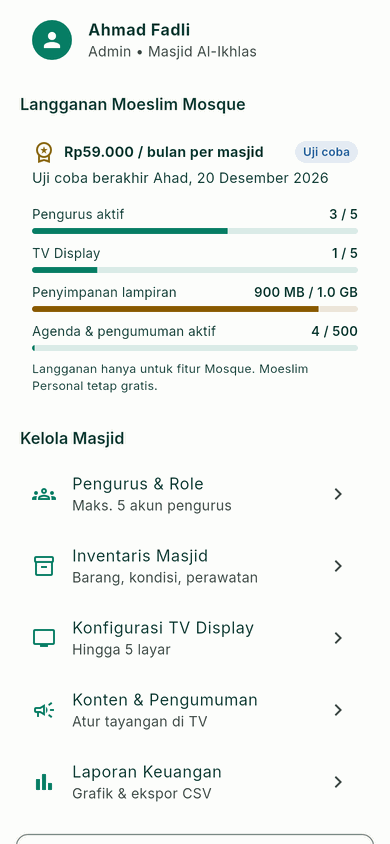 Ahmad Fadli
Admin • Masjid Al-Ikhlas
Langganan Moeslim Mosque
Rp59.000 / bulan per masjid
Uji coba
Uji coba berakhir Ahad, 20 Desember 2026
Pengurus aktif 3 / 5
TV Display 1 / 5
Penyimpanan lampiran 900 MB / 1.0 GB
Agenda & pengumuman aktif 4 / 500
Langganan hanya untuk fitur Mosque. Moeslim
Personal tetap gratis.
Kelola Masjid
Pengurus & Role
Maks. 5 akun pengurus
Inventaris Masjid
Barang, kondisi, perawatan
Konfigurasi TV Display
Hingga 5 layar
Konten & Pengumuman
Atur tayangan di TV
Laporan Keuangan
Grafik & ekspor CSV